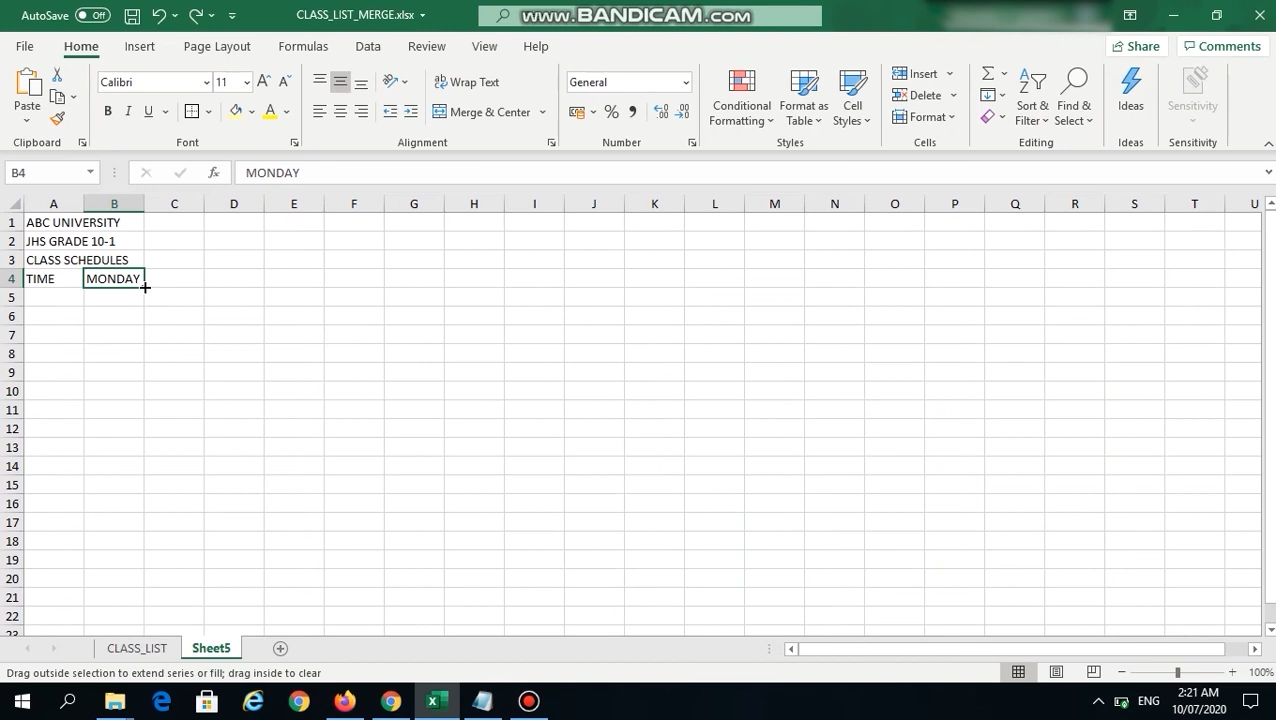 AutoSave Off CLASS_LIST_MERGE.xlsx www.BANDICAM.com
File Home Insert Page Layout Formulas Data Review View Help Share Comments
Calibri 11 Wrap Text General Insert
Paste Delete
B I U Merge & Center Conditional Formatting Format as Table Cell Styles Format Sort & Filter Find & Select Ideas Sensitivity
Clipboard Font Alignment Number Styles Cells Editing Ideas Sensitivity
B4 fx MONDAY
A B C D E F G H I J K L M N O P Q R S T U
1 ABC UNIVERSITY
2 JHS GRADE 10-1
3 CLASS SCHEDULES
4 TIME MONDAY
5
6
7
8
9
10
11
12
13
14
15
16
17
18
19
20
21
22
23
CLASS_LIST Sheet5
Drag outside selection to extend series or fill; drag inside to clear 100%
ENG 2:21 AM
10/07/2020